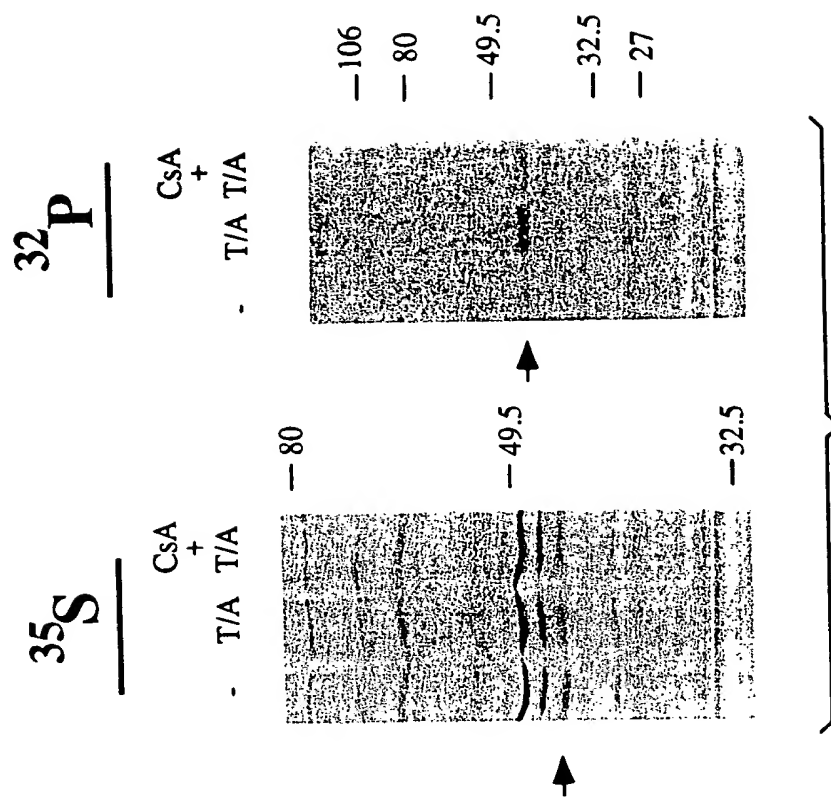 35S
CsA
+
- T/A T/A
–80
–49.5
–32.5
32P
CsA
+
- T/A T/A
–106
– 80
–49.5
–32.5
– 27